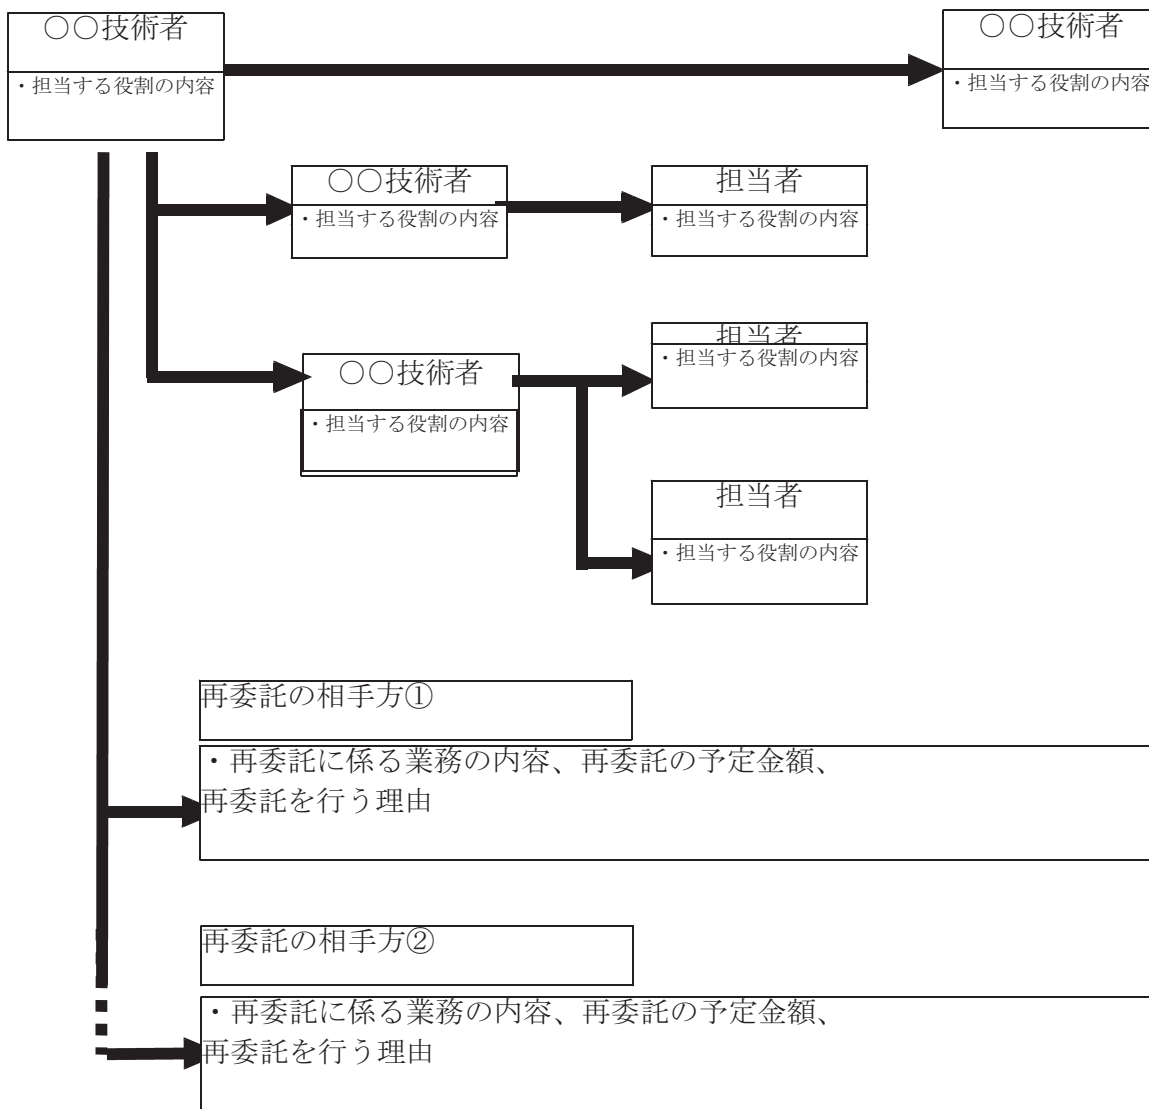 〇〇技術者
・担当する役割の内容
〇〇技術者
・担当する役割の内容
〇〇技術者
・担当する役割の内容
担当者
・担当する役割の内容
〇〇技術者
・担当する役割の内容
担当者
・担当する役割の内容
担当者
・担当する役割の内容
再委託の相手方①
・再委託に係る業務の内容、再委託の予定金額、
再委託を行う理由
再委託の相手方②
・再委託に係る業務の内容、再委託の予定金額、
再委託を行う理由